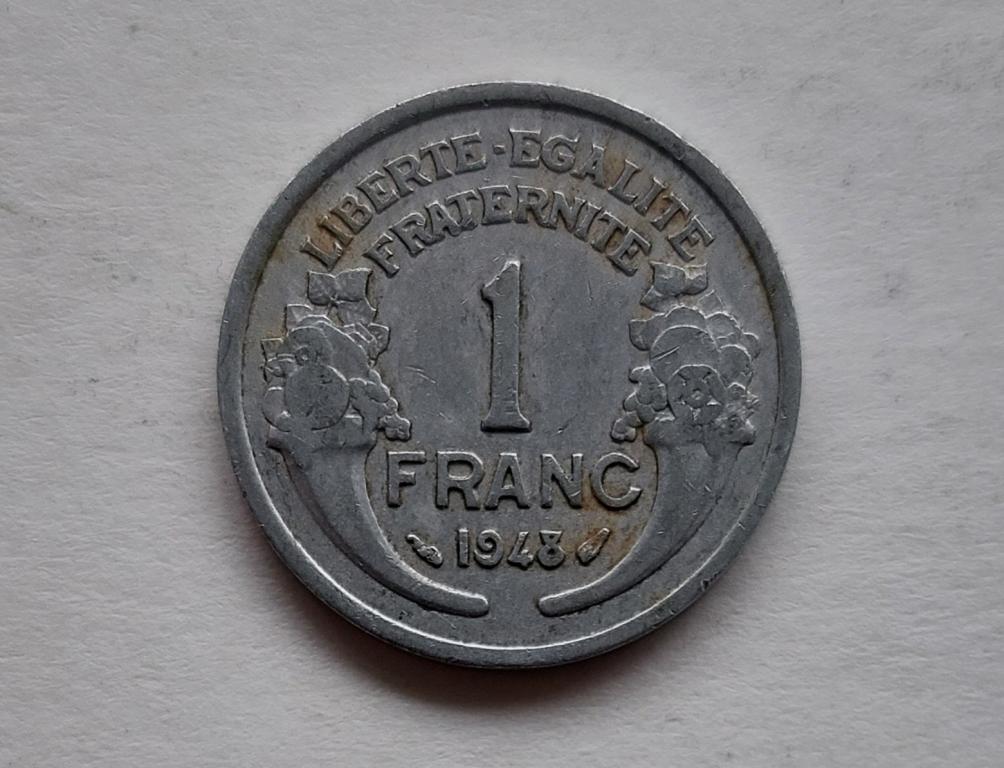 LIBERTE·EGALITE
FRATERNITE
1
FRANC
1948